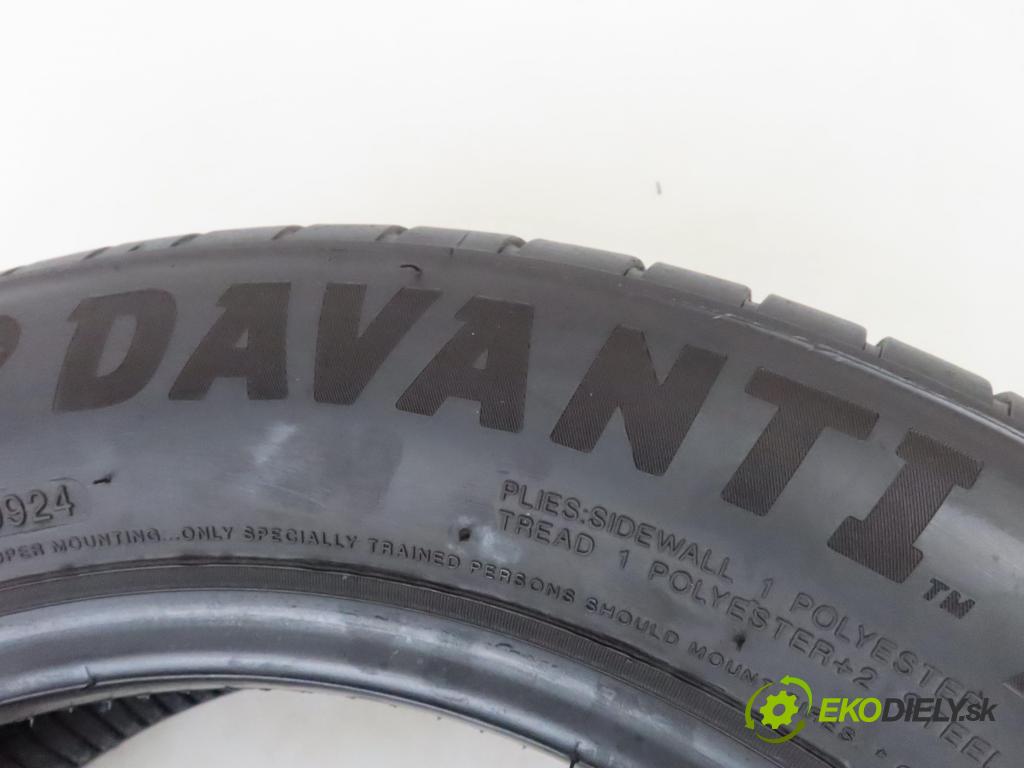 DAVANTI
TM
0924
PLIES:SIDEWALL 1 POLYESTER
TREAD 1 POLYESTER+2 STEEL
MOUNTING...ONLY SPECIALLY TRAINED PERSONS SHOULD MOUNT
EKODIELY.sk